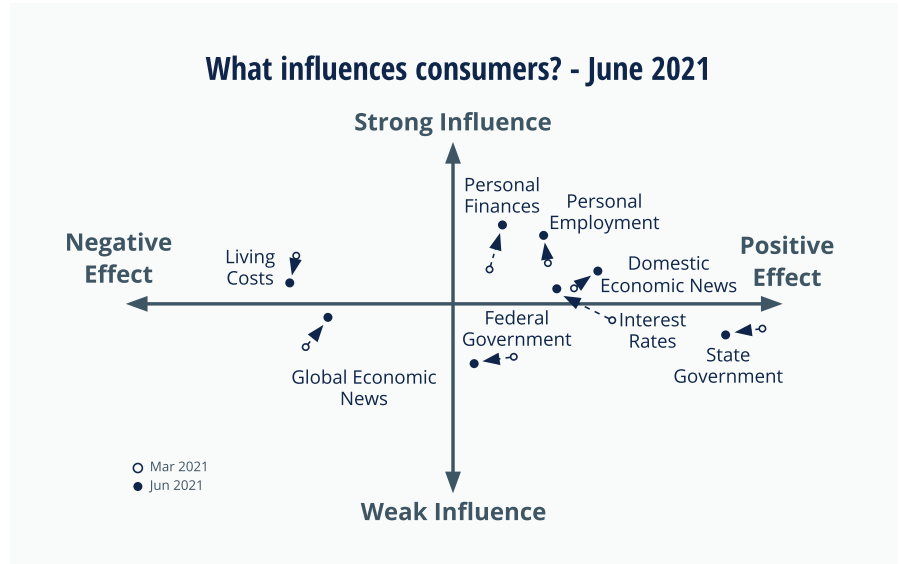 What influences consumers? - June 2021
Strong Influence
Personal
Finances
Personal
Employment
Negative
Effect
Living
Costs
Positive
Effect
Domestic
Economic News
Federal
Government
Interest
Rates
State
Government
Global Economic
News
Mar 2021
Jun 2021
Weak Influence